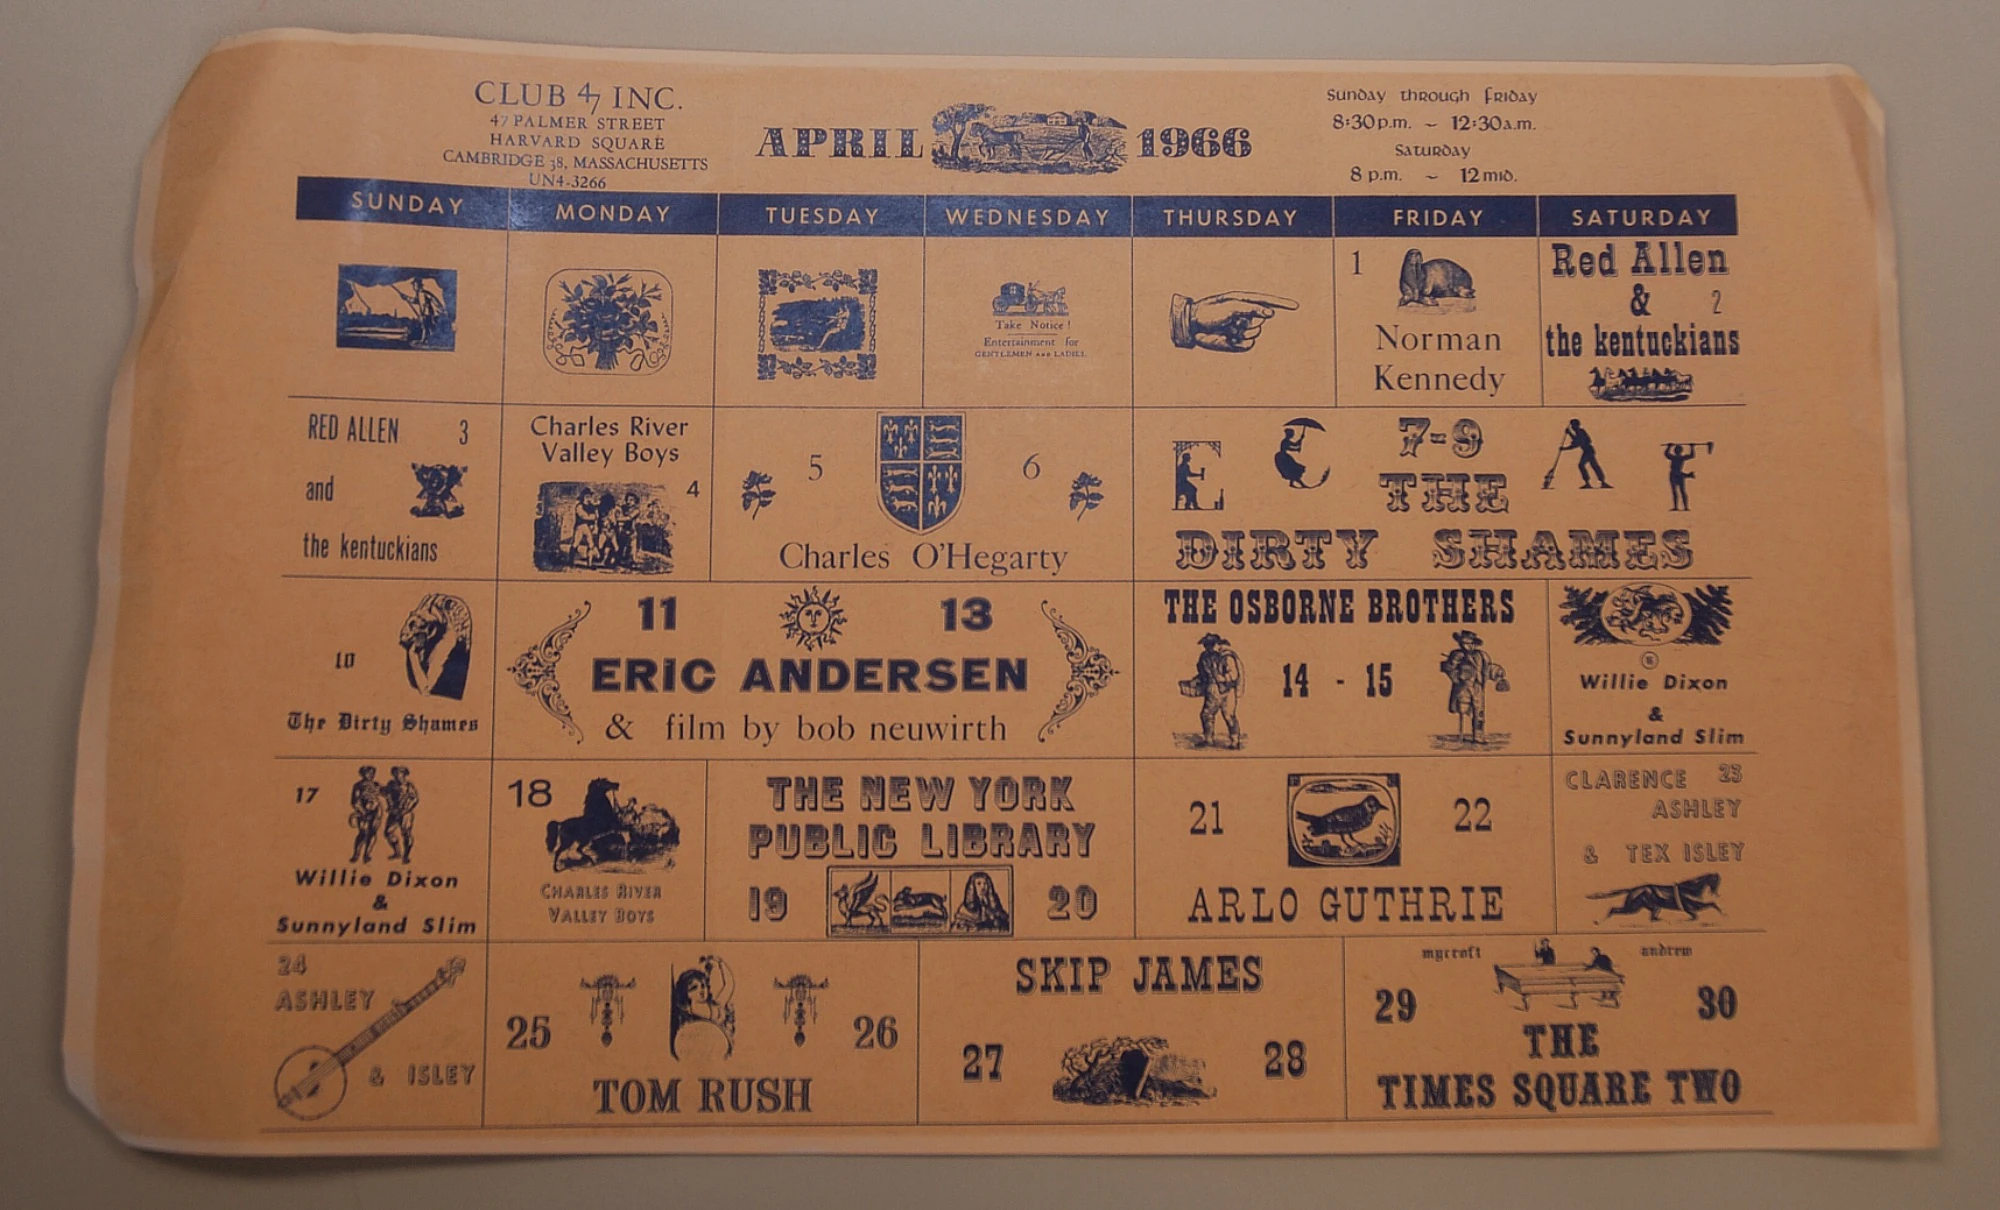 CLUB 47 INC.
47 PALMER STREET
HARVARD SQUARE
CAMBRIDGE 38, MASSACHUSETTS
UN4-3266
APRIL 1966
Sunday through Friday
8:30 p.m. ~ 12:30 a.m.
Saturday
8 p.m. ~ 12 mid.
SUNDAY MONDAY TUESDAY WEDNESDAY THURSDAY FRIDAY SATURDAY
Take Notice!
Entertainment for
GENTLEMEN AND LADIES.
1
Norman
Kennedy
Red Allen
& 2
the kentuckians
RED ALLEN 3
and
the kentuckians
Charles River
Valley Boys
4
5 6
Charles O'Hegarty
7-9
THE
DIRTY SHAMES
10
The Dirty Shames
11 13
ERIC ANDERSEN
& film by bob neuwirth
THE OSBORNE BROTHERS
14 - 15
16
Willie Dixon
&
Sunnyland Slim
17
Willie Dixon
&
Sunnyland Slim
18
CHARLES RIVER
VALLEY BOYS
THE NEW YORK
PUBLIC LIBRARY
19 20
21 22
ARLO GUTHRIE
CLARENCE 23
ASHLEY
& TEX ISLEY
24
ASHLEY
& ISLEY
25 26
TOM RUSH
SKIP JAMES
27 28
mycroft andrew
29 30
THE
TIMES SQUARE TWO